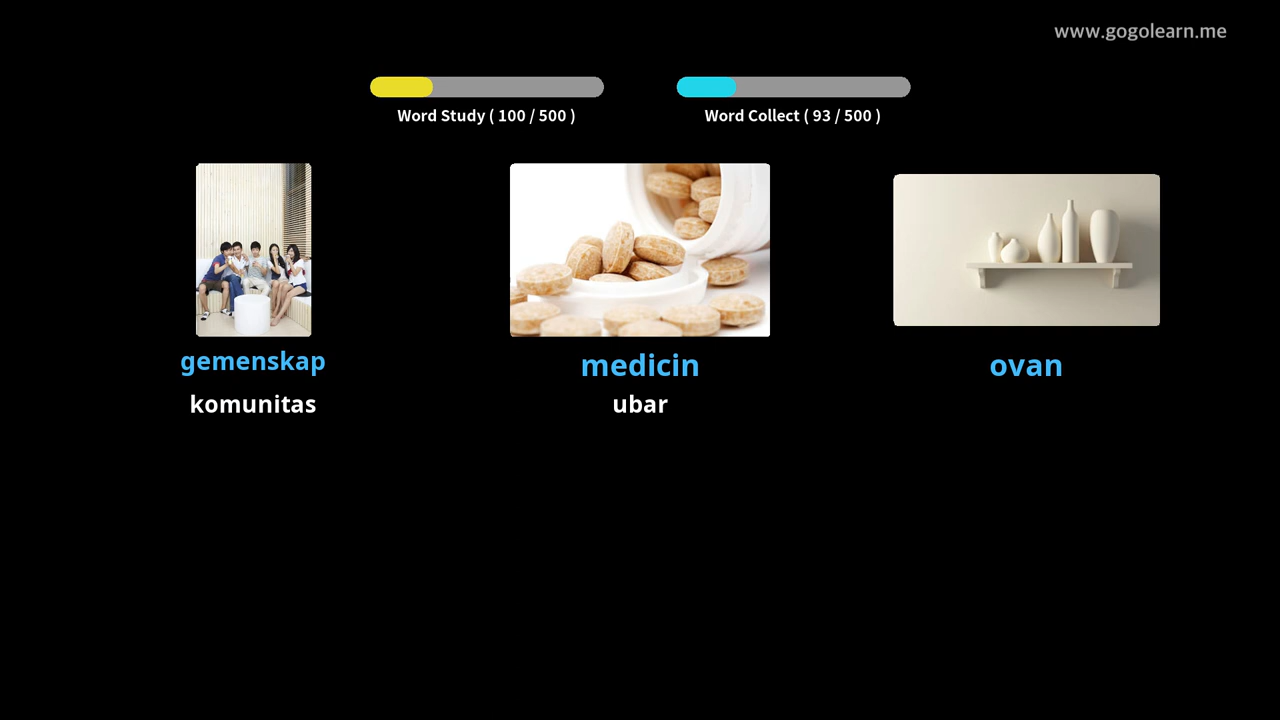 www.gogolearn.me
Word Study ( 100 / 500 )
Word Collect ( 93 / 500 )
gemenskap
medicin
ovan
komunitas
ubar